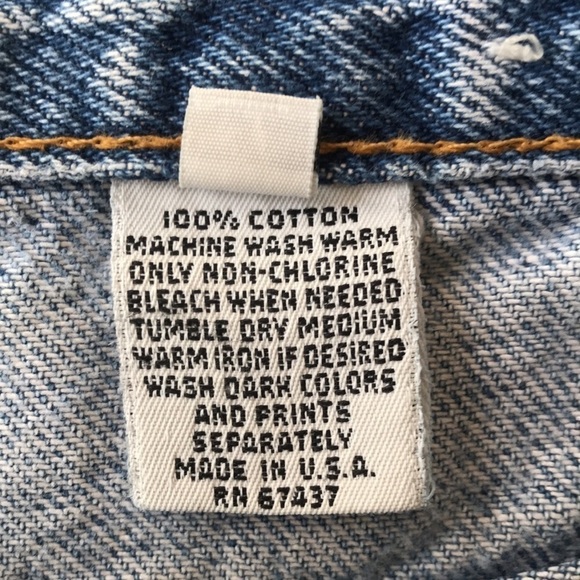 100% COTTON
MACHINE WASH WARM
ONLY NON-CHLORINE
BLEACH WHEN NEEDED
TUMBLE DRY MEDIUM
WARM IRON IF DESIRED
WASH DARK COLORS
AND PRINTS
SEPARATELY
MADE IN U.S.A.
RN 67437